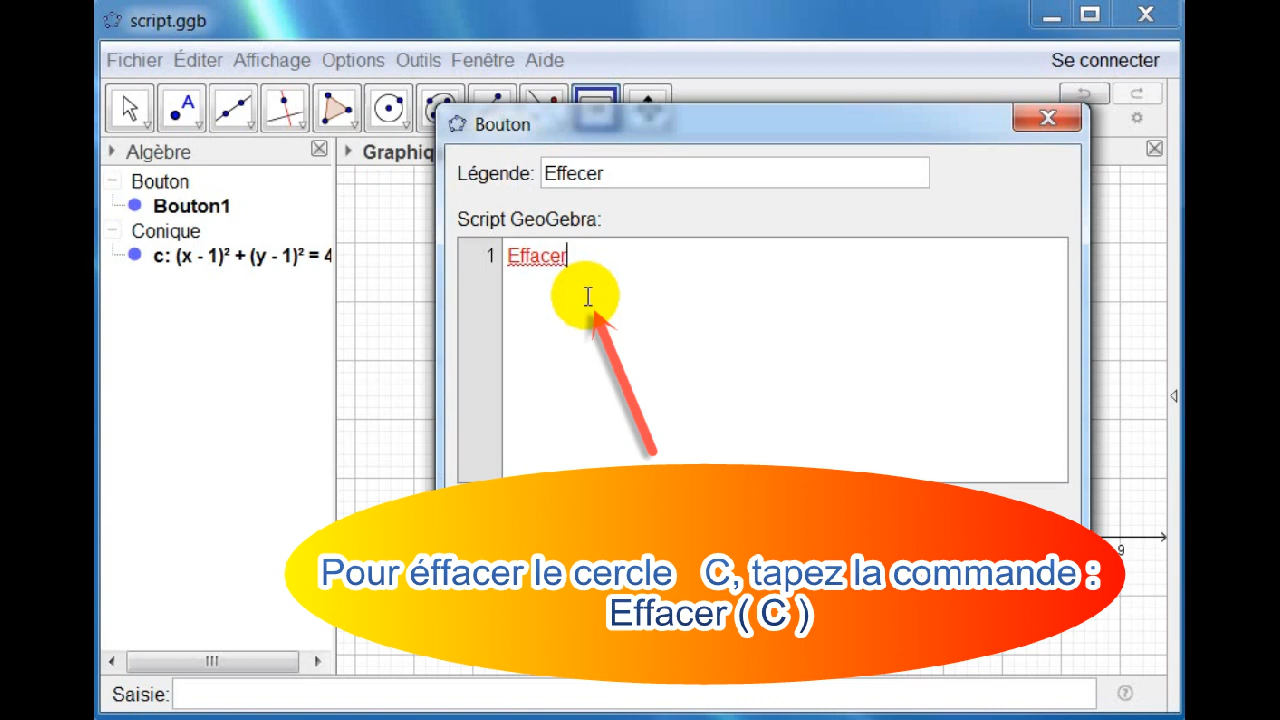 script.ggb
Fichier Éditer Affichage Options Outils Fenêtre Aide
Se connecter
A
Bouton
Algèbre
Graphiq
Légende: Effecer
Bouton
Bouton1
Script GeoGebra:
Conique
c: (x - 1)² + (y - 1)² = 4
1 Effacer
9
Pour éffacer le cercle C, tapez la commande :
Effacer ( C )
Saisie: